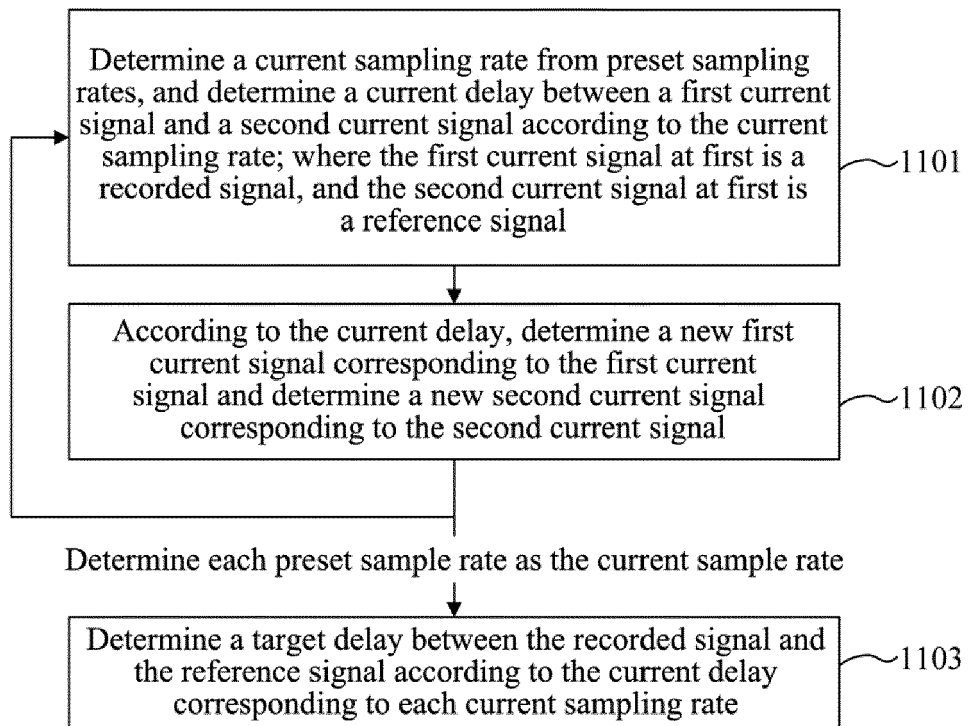 Determine a current sampling rate from preset sampling
rates, and determine a current delay between a first current
signal and a second current signal according to the current
sampling rate; where the first current signal at first is a
recorded signal, and the second current signal at first is
a reference signal
1101
According to the current delay, determine a new first
current signal corresponding to the first current
signal and determine a new second current signal
corresponding to the second current signal
1102
Determine each preset sample rate as the current sample rate
Determine a target delay between the recorded signal and
the reference signal according to the current delay
corresponding to each current sampling rate
1103